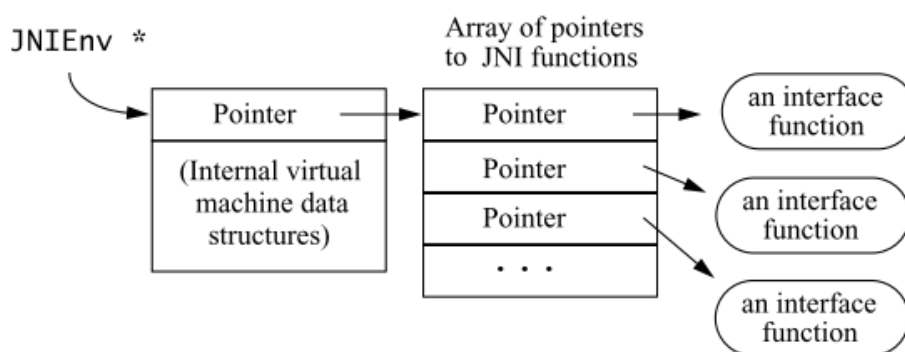 JNIEnv *
Array of pointers
to JNI functions
Pointer
(Internal virtual
machine data
structures)
Pointer
Pointer
Pointer
. . .
an interface
function
an interface
function
an interface
function